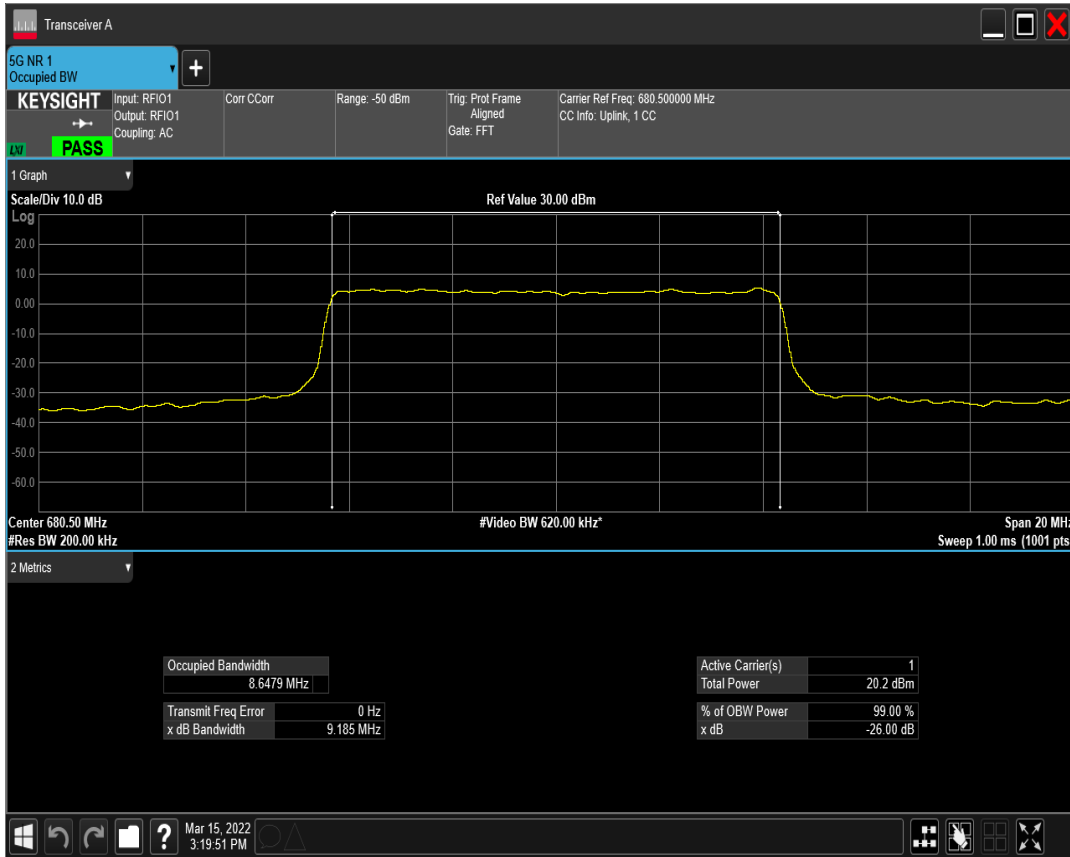 Transceiver A
5G NR 1
Occupied BW
KEYSIGHT
LXI
PASS
Input: RFIO1
Output: RFIO1
Coupling: AC
Corr CCorr
Range: -50 dBm
Trig: Prot Frame
Aligned
Gate: FFT
Carrier Ref Freq: 680.500000 MHz
CC Info: Uplink, 1 CC
1 Graph
Scale/Div 10.0 dB
Ref Value 30.00 dBm
Log
20.0
10.0
0.00
-10.0
-20.0
-30.0
-40.0
-50.0
-60.0
Center 680.50 MHz
#Video BW 620.00 kHz*
Span 20 MHz
#Res BW 200.00 kHz
Sweep 1.00 ms (1001 pts
2 Metrics
Occupied Bandwidth
8.6479 MHz
Transmit Freq Error 0 Hz
x dB Bandwidth 9.185 MHz
Active Carrier(s) 1
Total Power 20.2 dBm
% of OBW Power 99.00 %
x dB -26.00 dB
?
Mar 15, 2022
3:19:51 PM